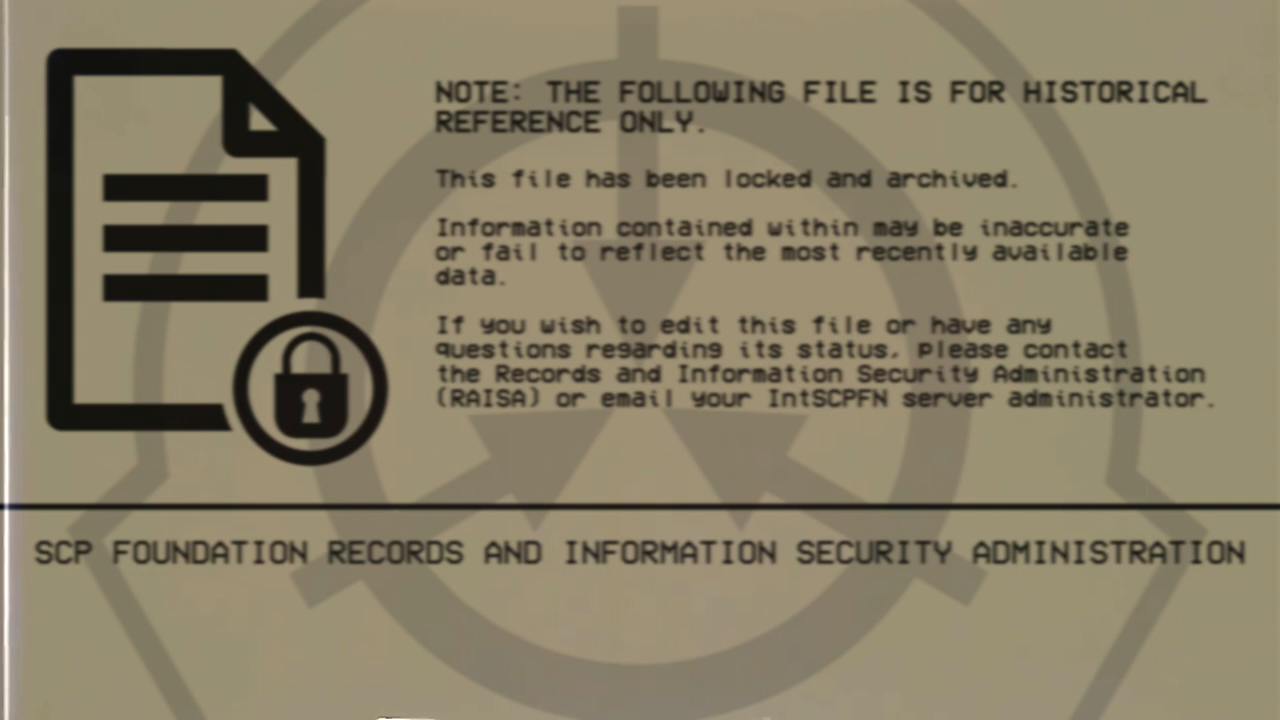 NOTE: THE FOLLOWING FILE IS FOR HISTORICAL
REFERENCE ONLY.
This file has been locked and archived.
Information contained within may be inaccurate
or fail to reflect the most recently available
data.
If you wish to edit this file or have any
questions regarding its status, please contact
the Records and Information Security Administration
(RAISA) or email your IntSCPFN server administrator.
SCP FOUNDATION RECORDS AND INFORMATION SECURITY ADMINISTRATION